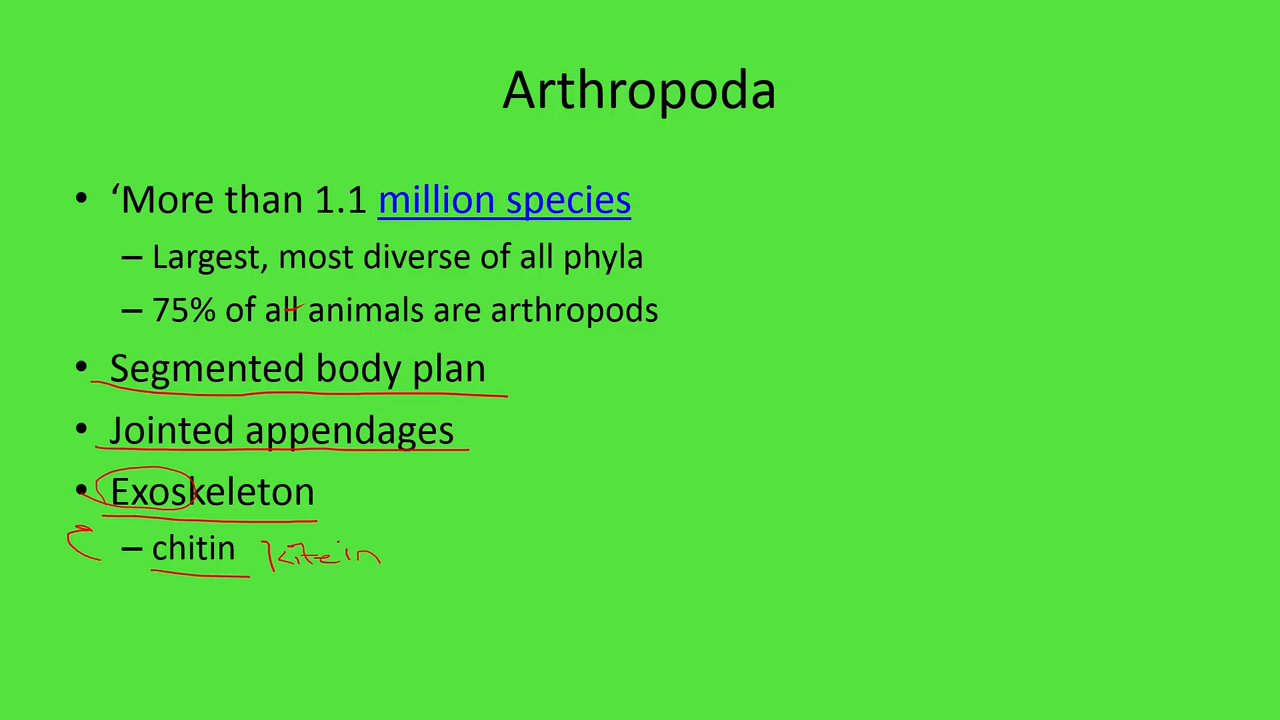 Arthropoda
• ‘More than 1.1 million species
– Largest, most diverse of all phyla
– 75% of all animals are arthropods
• Segmented body plan
• Jointed appendages
• Exoskeleton
– chitin kitein